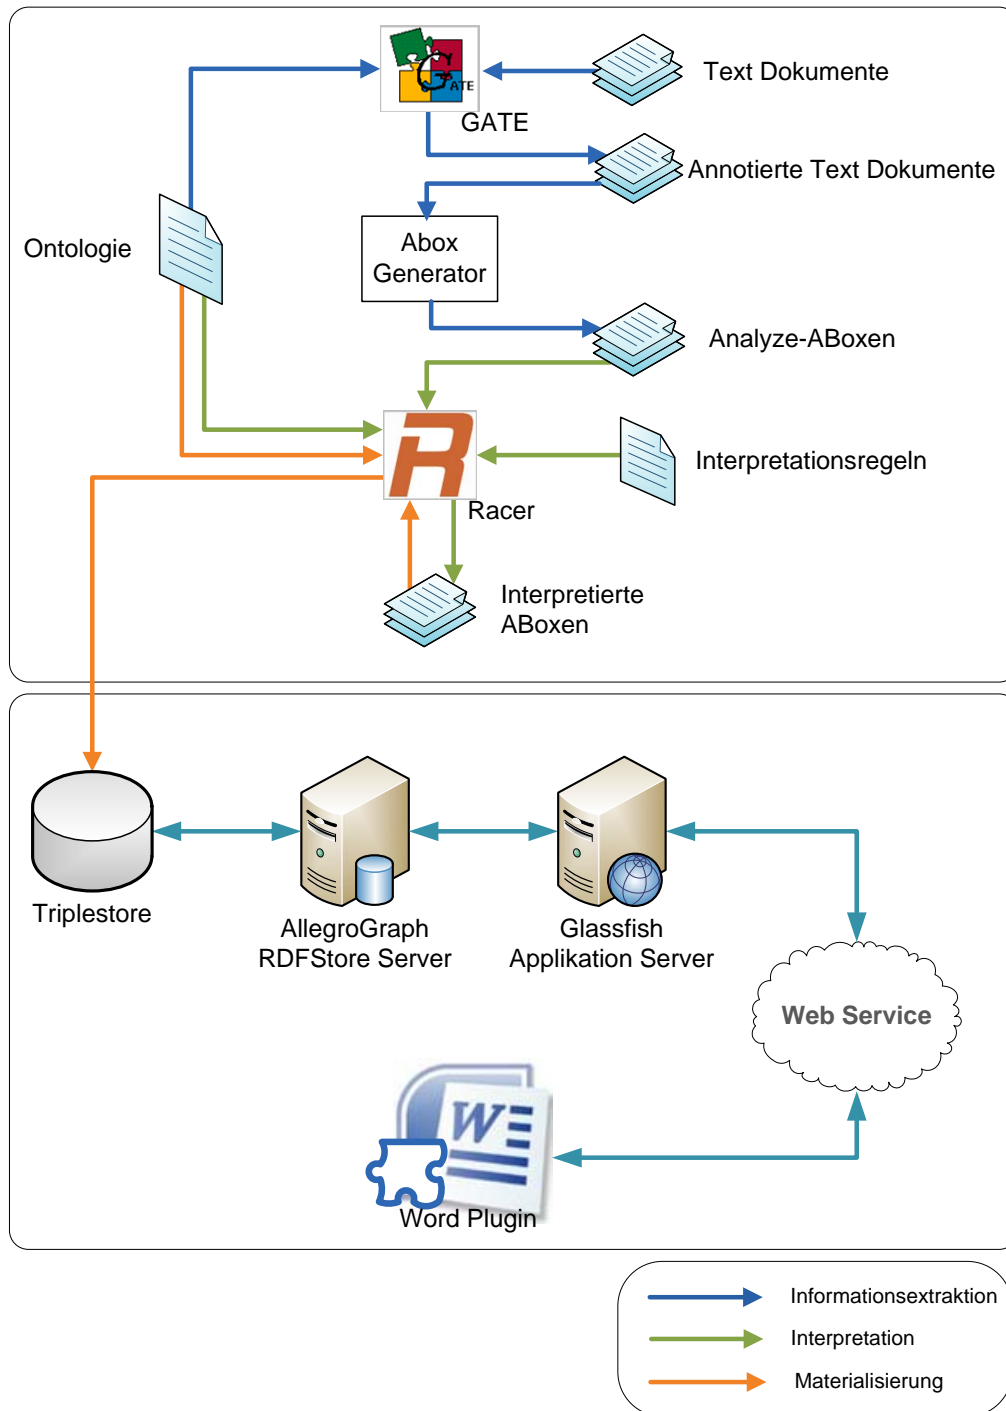 G
ATE
GATE
Text Dokumente
Annotierte Text Dokumente
Ontologie
Abox
Generator
Analyze-ABoxen
Interpretationsregeln
R
Racer
Interpretierte
ABoxen
Triplestore
AllegroGraph
RDFStore Server
Glassfish
Applikation Server
Web Service
W
Word Plugin
Informationsextraktion
Interpretation
Materialisierung